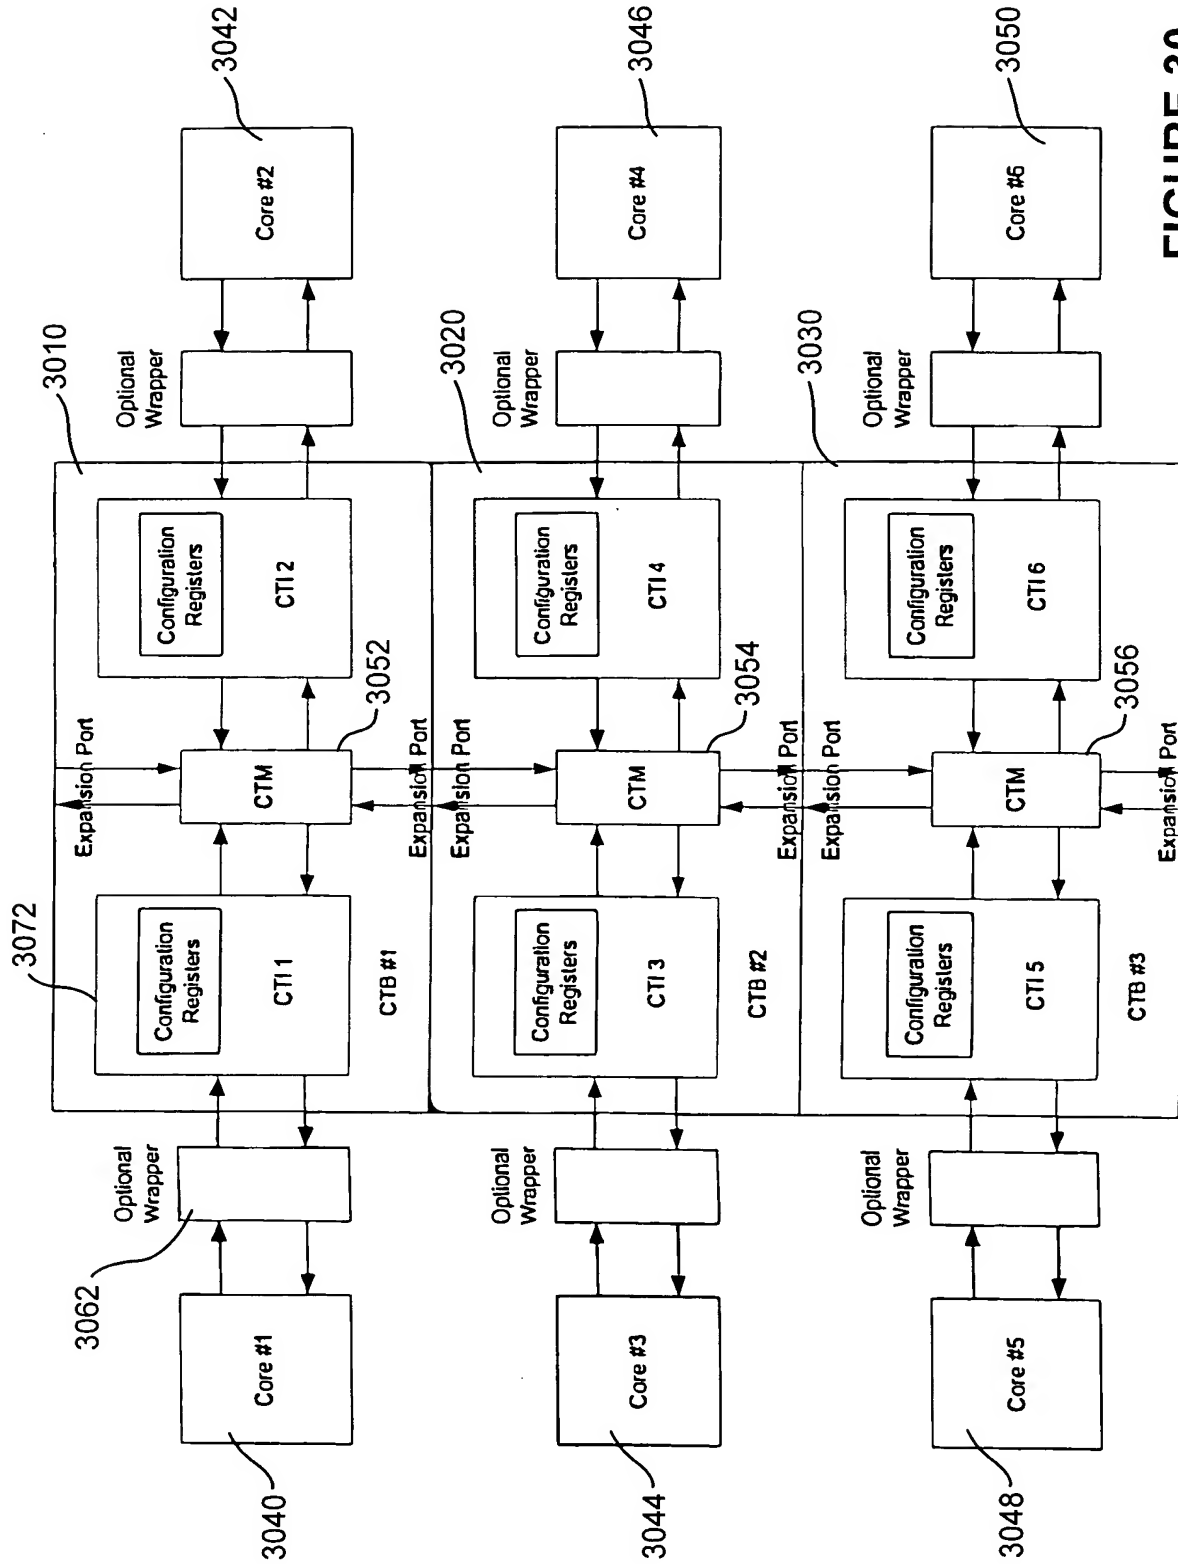 3040
Core #1
3062
Optional
Wrapper
3072
Configuration
Registers
CTI 1
CTB #1
Expansion Port
CTM
3052
Expansion Port
Configuration
Registers
CTI 2
3010
Optional
Wrapper
Core #2
3042
3044
Core #3
Optional
Wrapper
Configuration
Registers
CTI 3
CTB #2
Expansion Port
CTM
3054
Expansion Port
Configuration
Registers
CTI 4
3020
Optional
Wrapper
Core #4
3046
3048
Core #5
Optional
Wrapper
Configuration
Registers
CTI 5
CTB #3
Expansion Port
CTM
3056
Expansion Port
Configuration
Registers
CTI 6
3030
Optional
Wrapper
Core #6
3050
FIGURE 30